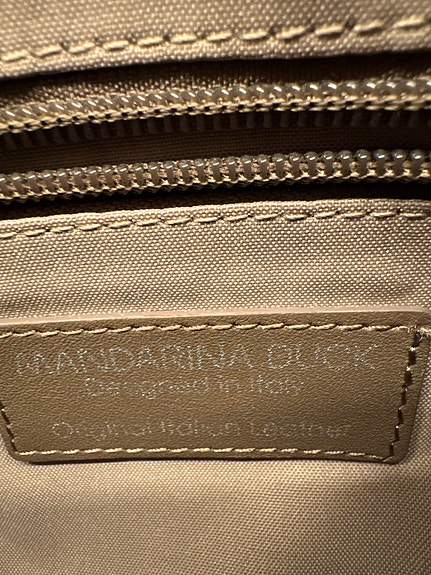 MANDARINA DUCK
Designed in Italy
Original Italian Leather